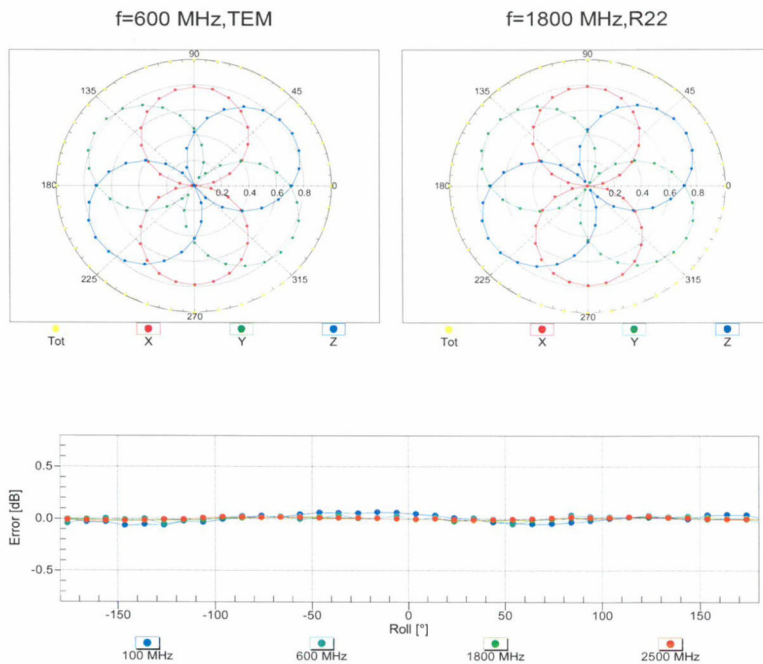 f=600 MHz,TEM
f=1800 MHz,R22
90
135
45
180
0.2
0.4
0.6
0.8
0
225
315
270
90
135
45
180
0.2
0.4
0.6
0.8
0
225
315
270
Tot
X
Y
Z
Tot
X
Y
Z
Error [dB]
0.5
0.0
-0.5
-150
-100
-50
0
50
100
150
Roll [°]
100 MHz
600 MHz
1800 MHz
2500 MHz